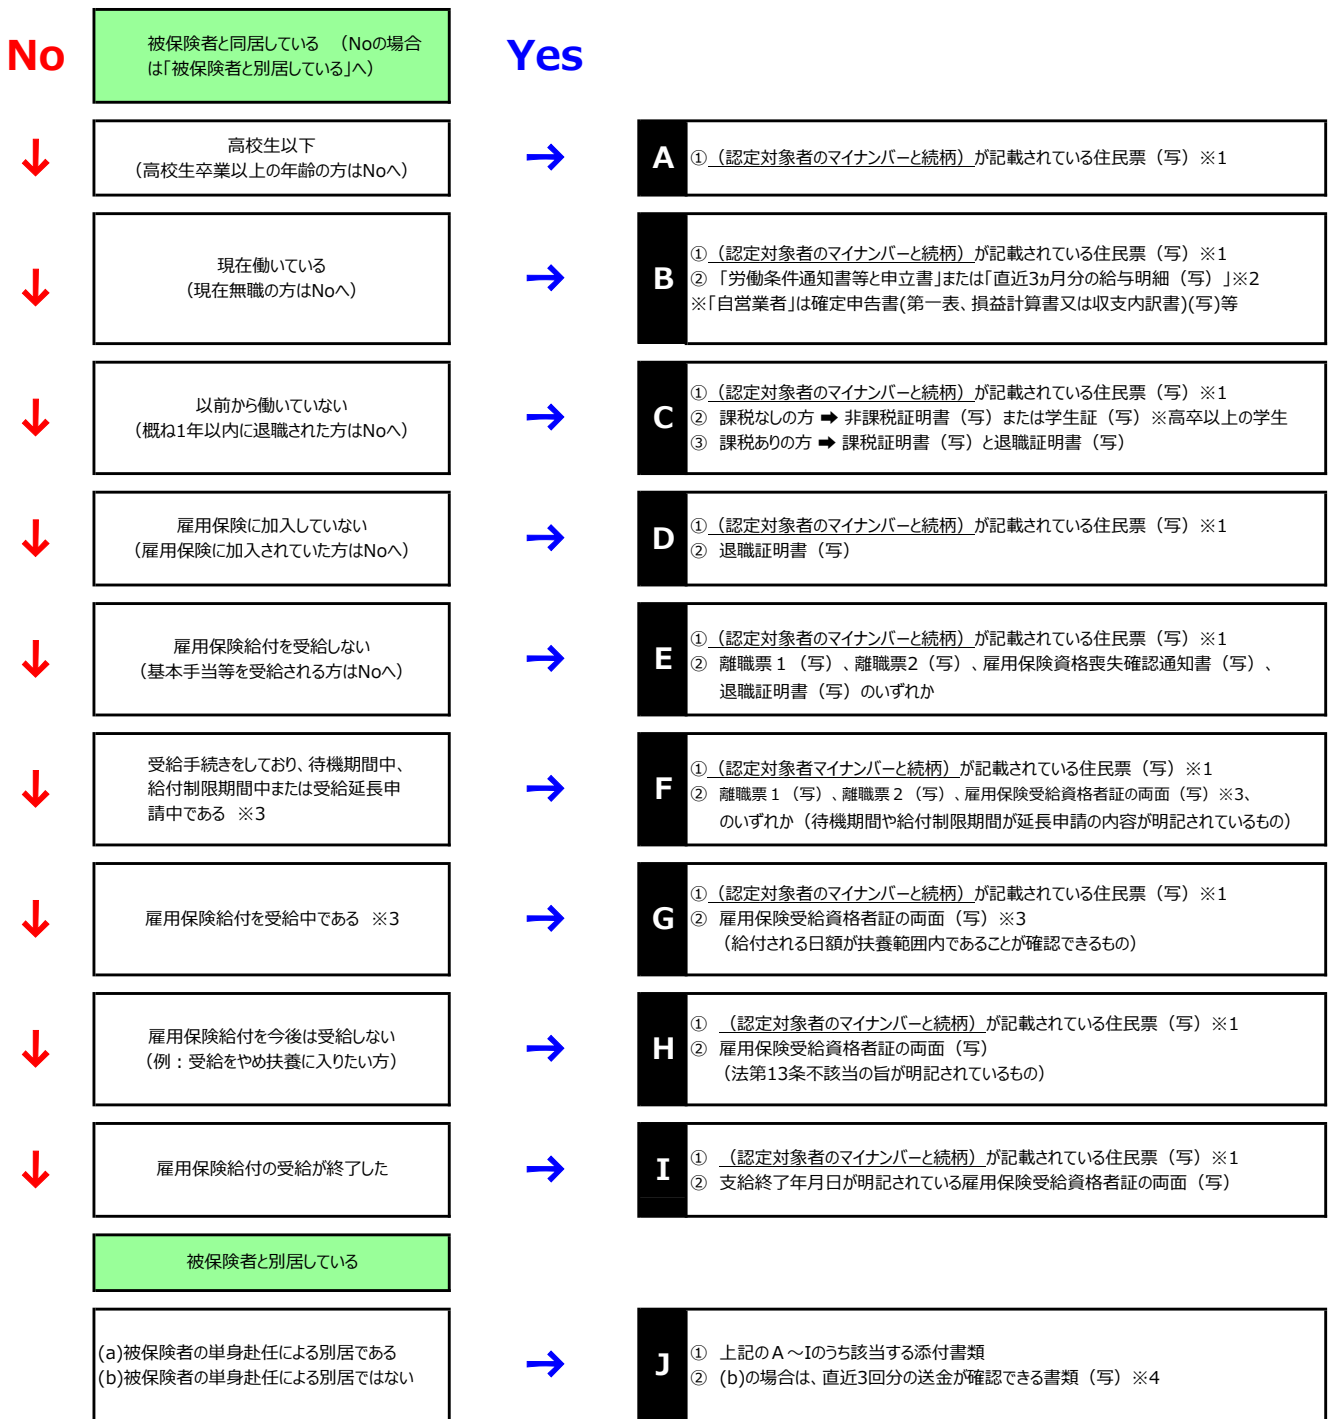 No
被保険者と同居している　（Noの場合
は「被保険者と別居している」へ）
Yes
↓
高校生以下
（高校生卒業以上の年齢の方はNoへ）
→
A
①（認定対象者のマイナンバーと続柄）が記載されている住民票（写）※1
↓
現在働いている
（現在無職の方はNoへ）
→
B
①（認定対象者のマイナンバーと続柄）が記載されている住民票（写）※1
② 「労働条件通知書等と申立書」または「直近3ヵ月分の給与明細（写）」※2
※「自営業者」は確定申告書(第一表、損益計算書又は収支内訳書)(写)等
↓
以前から働いていない
（概ね1年以内に退職された方はNoへ）
→
C
①（認定対象者のマイナンバーと続柄）が記載されている住民票（写）※1
② 課税なしの方 ➡ 非課税証明書（写）または学生証（写）※高卒以上の学生
③ 課税ありの方 ➡ 課税証明書（写）と退職証明書（写）
↓
雇用保険に加入していない
（雇用保険に加入されていた方はNoへ）
→
D
①（認定対象者のマイナンバーと続柄）が記載されている住民票（写）※1
② 退職証明書（写）
↓
雇用保険給付を受給しない
（基本手当等を受給される方はNoへ）
→
E
①（認定対象者のマイナンバーと続柄）が記載されている住民票（写）※1
② 離職票１（写）、離職票2（写）、雇用保険資格喪失確認通知書（写）、
退職証明書（写）のいずれか
↓
受給手続きをしており、待機期間中、
給付制限期間中または受給延長申
請中である ※3
→
F
①（認定対象者マイナンバーと続柄）が記載されている住民票（写）※1
② 離職票１（写）、離職票２（写）、雇用保険受給資格者証の両面（写）※3、
のいずれか（待機期間や給付制限期間が延長申請の内容が明記されているもの）
↓
雇用保険給付を受給中である ※3
→
G
①（認定対象者のマイナンバーと続柄）が記載されている住民票（写）※1
② 雇用保険受給資格者証の両面（写）※3
（給付される日額が扶養範囲内であることが確認できるもの）
↓
雇用保険給付を今後は受給しない
（例：受給をやめ扶養に入りたい方）
→
H
① （認定対象者のマイナンバーと続柄）が記載されている住民票（写）※1
② 雇用保険受給資格者証の両面（写）
（法第13条不該当の旨が明記されているもの）
↓
雇用保険給付の受給が終了した
→
I
① （認定対象者のマイナンバーと続柄）が記載されている住民票（写）※1
② 支給終了年月日が明記されている雇用保険受給資格者証の両面（写）
被保険者と別居している
(a)被保険者の単身赴任による別居である
(b)被保険者の単身赴任による別居ではない
→
J
① 上記のＡ～Iのうち該当する添付書類
② (b)の場合は、直近3回分の送金が確認できる書類（写）※4